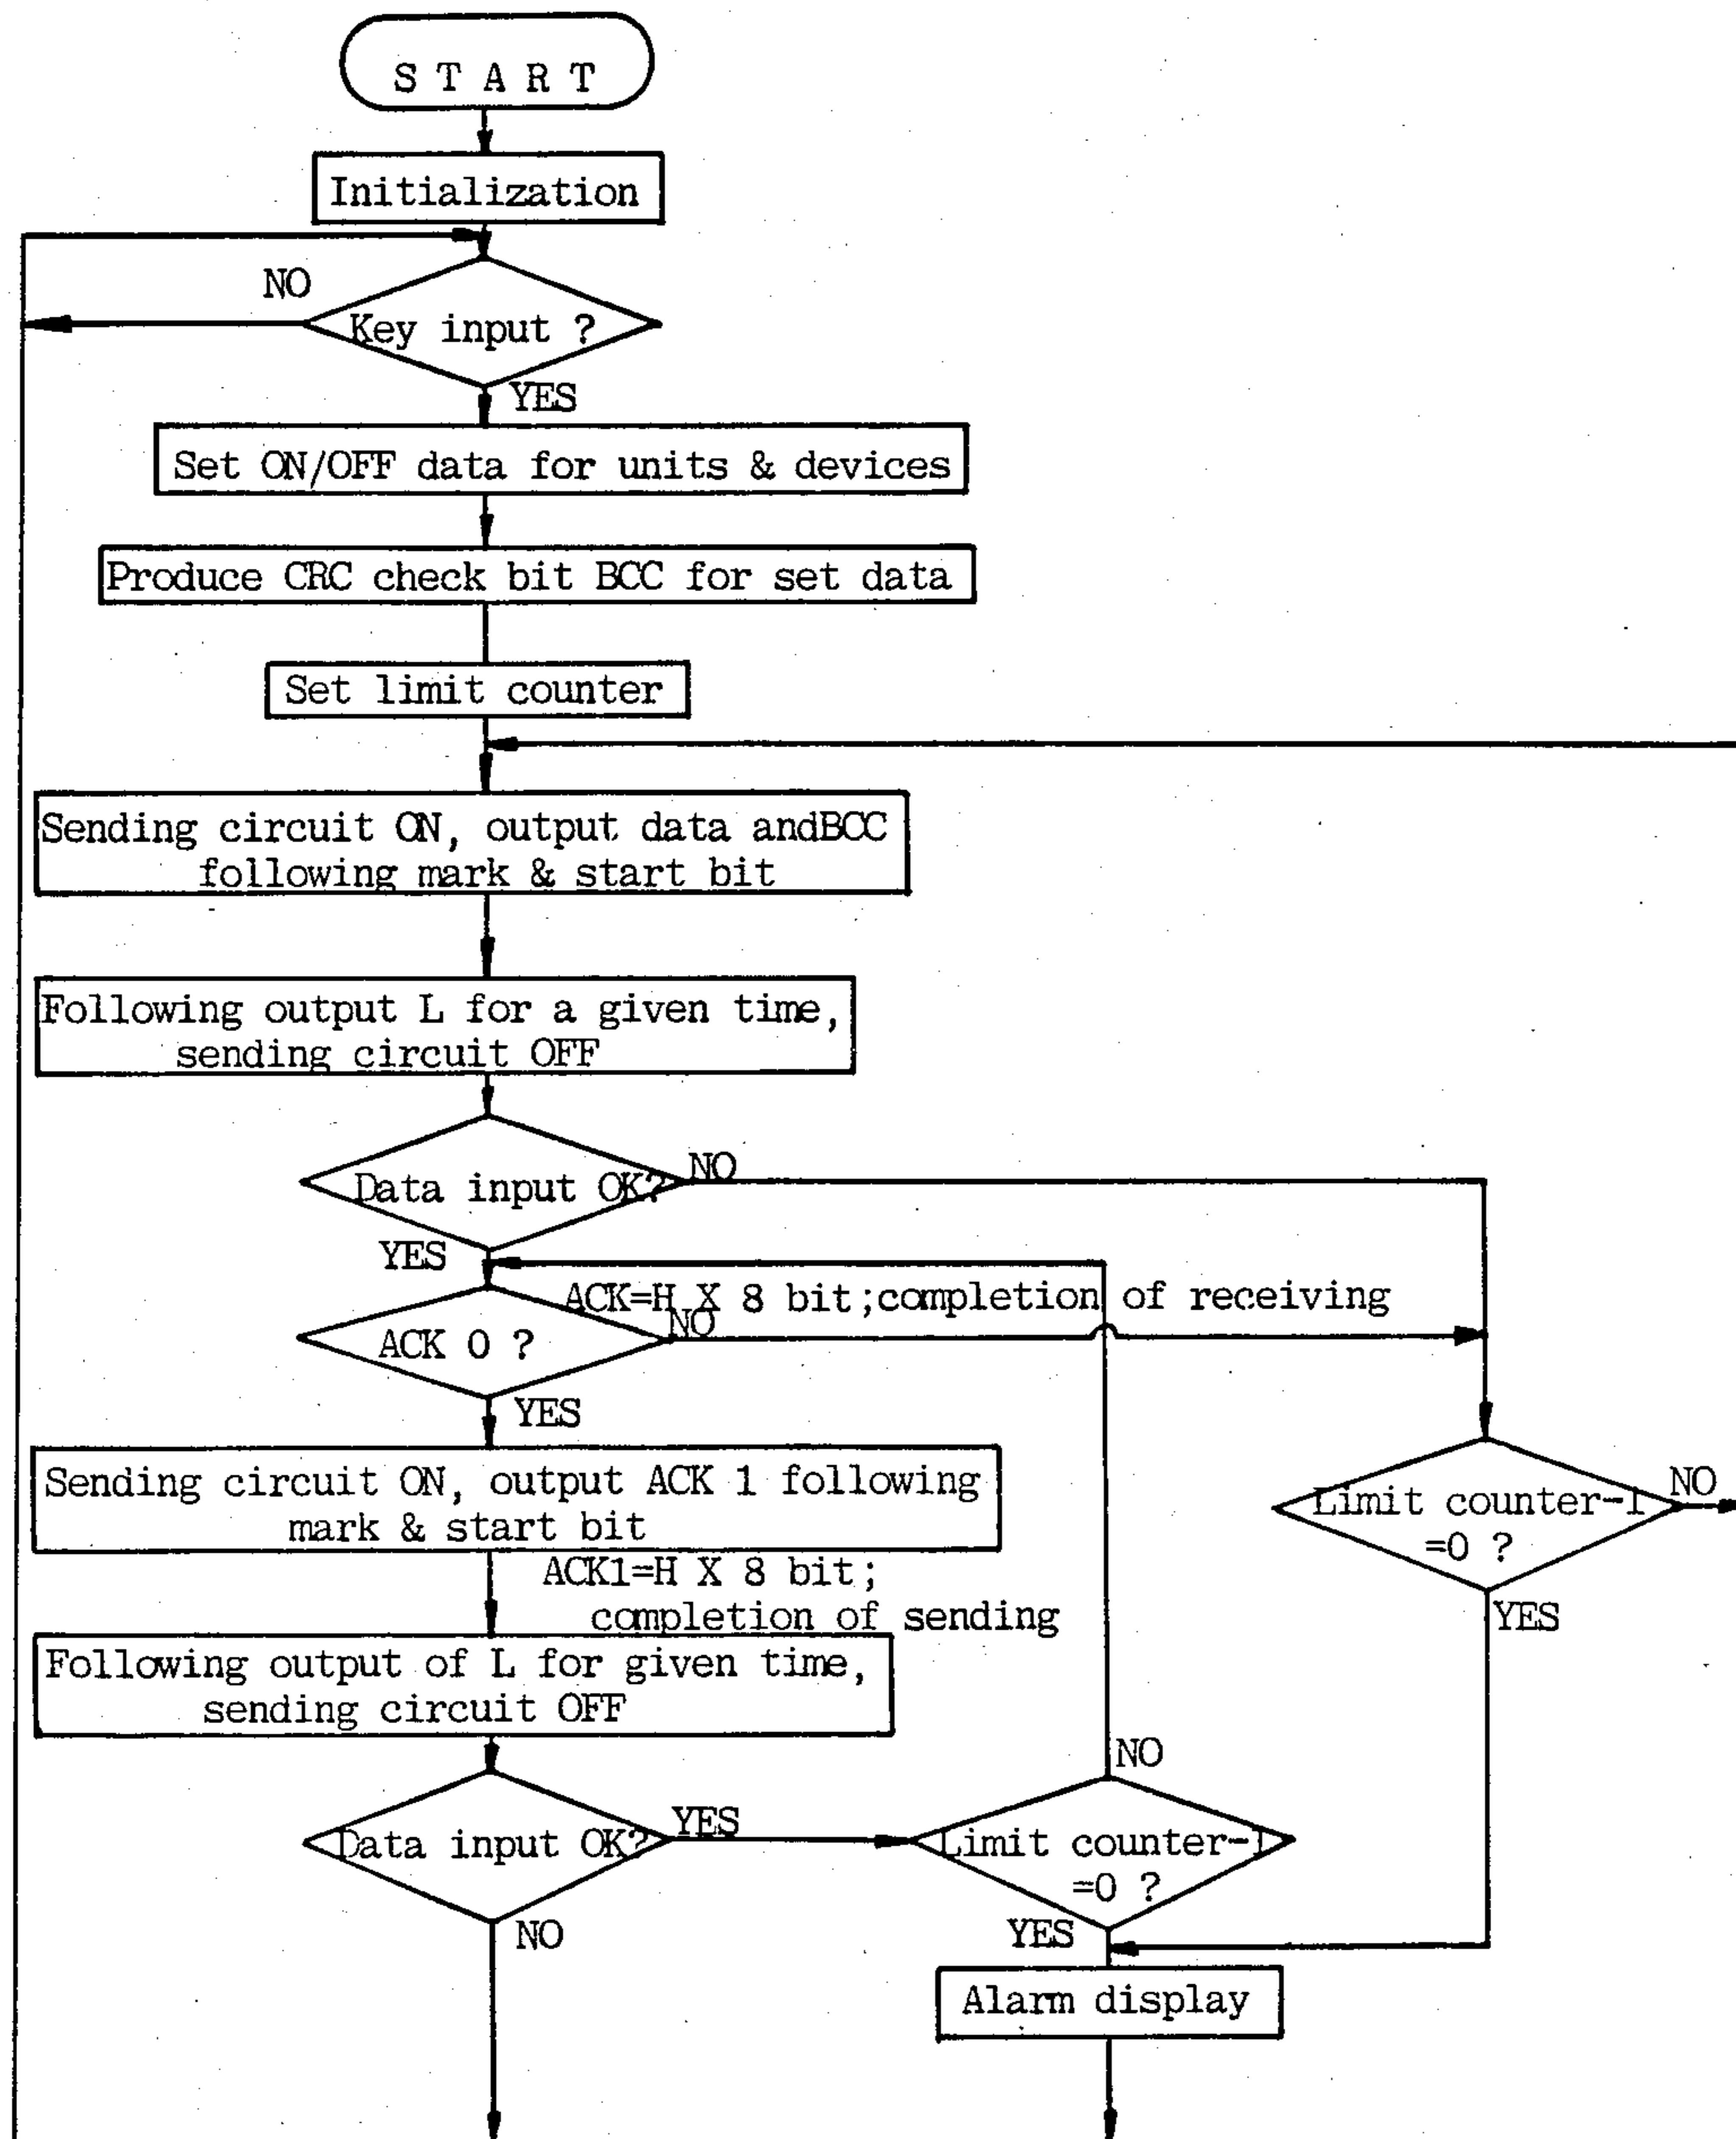 S T A R T
Initialization
NO
Key input ?
YES
Set ON/OFF data for units & devices
Produce CRC check bit BCC for set data
Set limit counter
Sending circuit ON, output data andBCC
following mark & start bit
Following output L for a given time,
sending circuit OFF
Data input OK?
NO
YES
ACK=H X 8 bit;completion of receiving
ACK 0 ?
NO
YES
Sending circuit ON, output ACK 1 following
mark & start bit
Limit counter-1
=0 ?
NO
YES
ACK1=H X 8 bit;
completion of sending
Following output of L for given time,
sending circuit OFF
Data input OK?
YES
NO
NO
Limit counter-1
=0 ?
YES
Alarm display